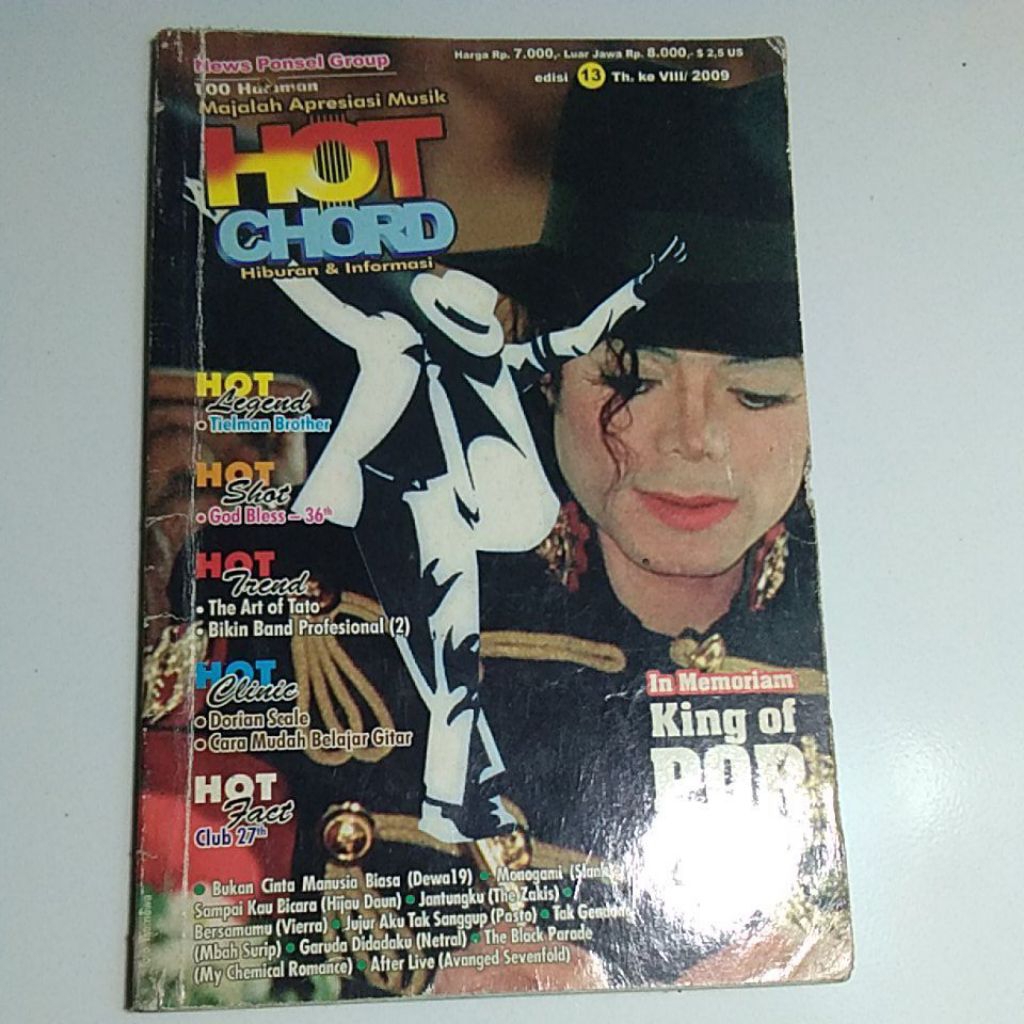 News Ponsel Group
Harga Rp. 7.000,- Luar Jawa Rp. 8.000,- $ 2,5 US
edisi 13 Th. ke VIII/ 2009
100 Halaman
Majalah Apresiasi Musik
HOT
CHORD
Hiburan & Informasi
HOT
Legend
• Tielman Brother
HOT
Shot
• God Bless – 36th
HOT
Trend
• The Art of Tato
• Bikin Band Profesional (2)
HOT
Clinic
• Dorian Scale
• Cara Mudah Belajar Gitar
HOT
Fact
Club 27th
In Memoriam
King of
POP
• Bukan Cinta Manusia Biasa (Dewa19) • Monogami (Slank
Sampai Kau Bicara (Hijau Daun) • Jantungku (The Zakis) •
Bersamamu (Vierra) • Jujur Aku Tak Sanggup (Pasto) • Tak Gendong
(Mbah Surip) • Garuda Didadaku (Netral) • The Black Parade
(My Chemical Romance) • After Live (Avanged Sevenfold)